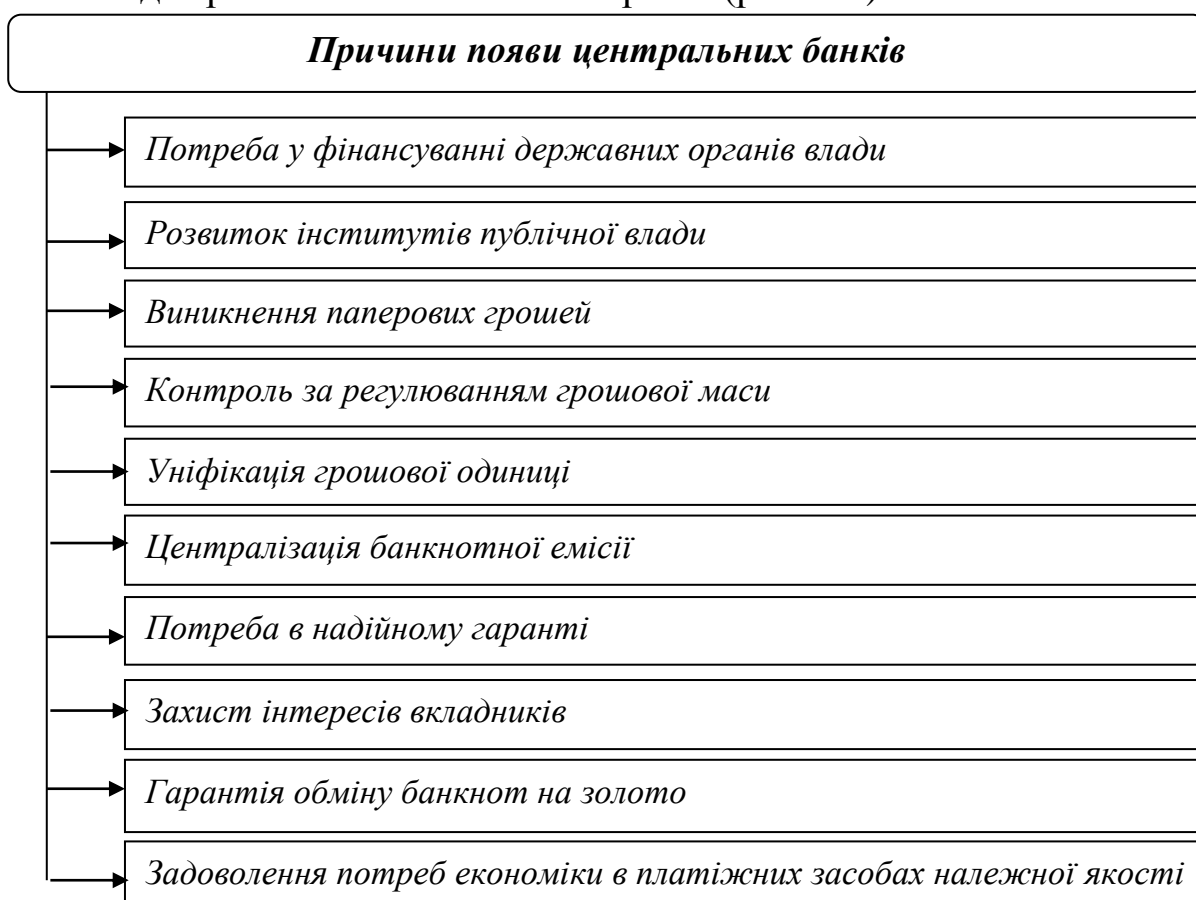 Причини появи центральних банків
Потреба у фінансуванні державних органів влади
Розвиток інститутів публічної влади
Виникнення паперових грошей
Контроль за регулюванням грошової маси
Уніфікація грошової одиниці
Централізація банкнотної емісії
Потреба в надійному гаранті
Захист інтересів вкладників
Гарантія обміну банкнот на золото
Задоволення потреб економіки в платіжних засобах належної якості